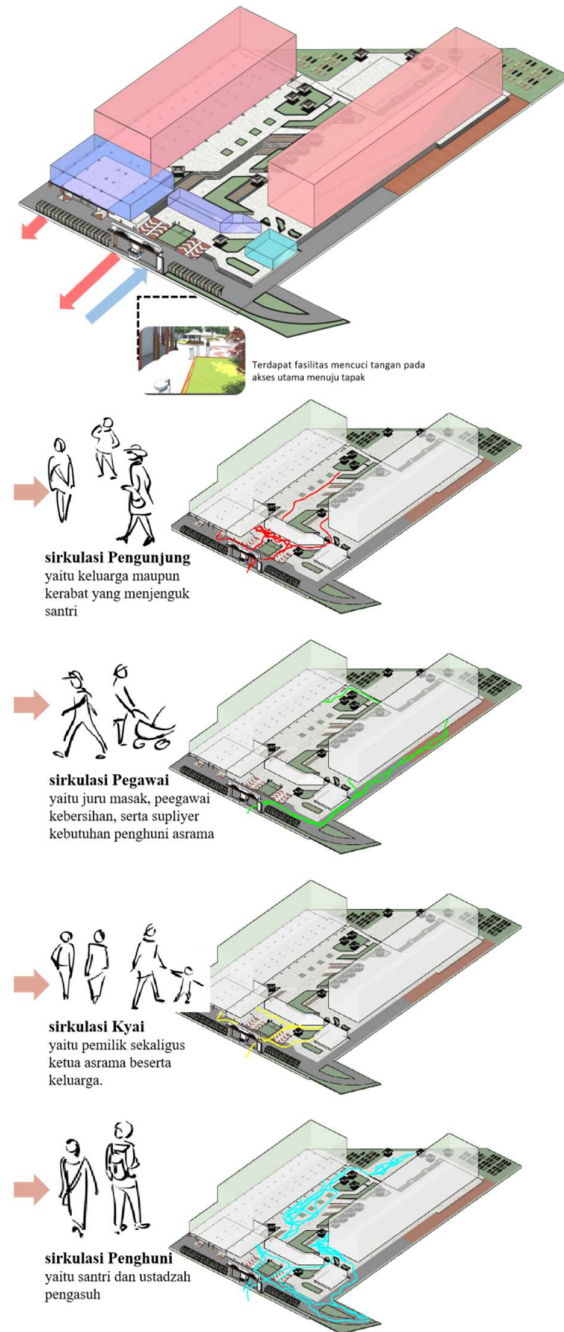 Terdapat fasilitas mencuci tangan pada
akses utama menuju tapak
sirkulasi Pengunjung
yaitu keluarga maupun
kerabat yang menjenguk
santri
sirkulasi Pegawai
yaitu juru masak, peegawai
kebersihan, serta supliyer
kebutuhan penghuni asrama
sirkulasi Kyai
yaitu pemilik sekaligus
ketua asrama beserta
keluarga.
sirkulasi Penghuni
yaitu santri dan ustadzah
pengasuh